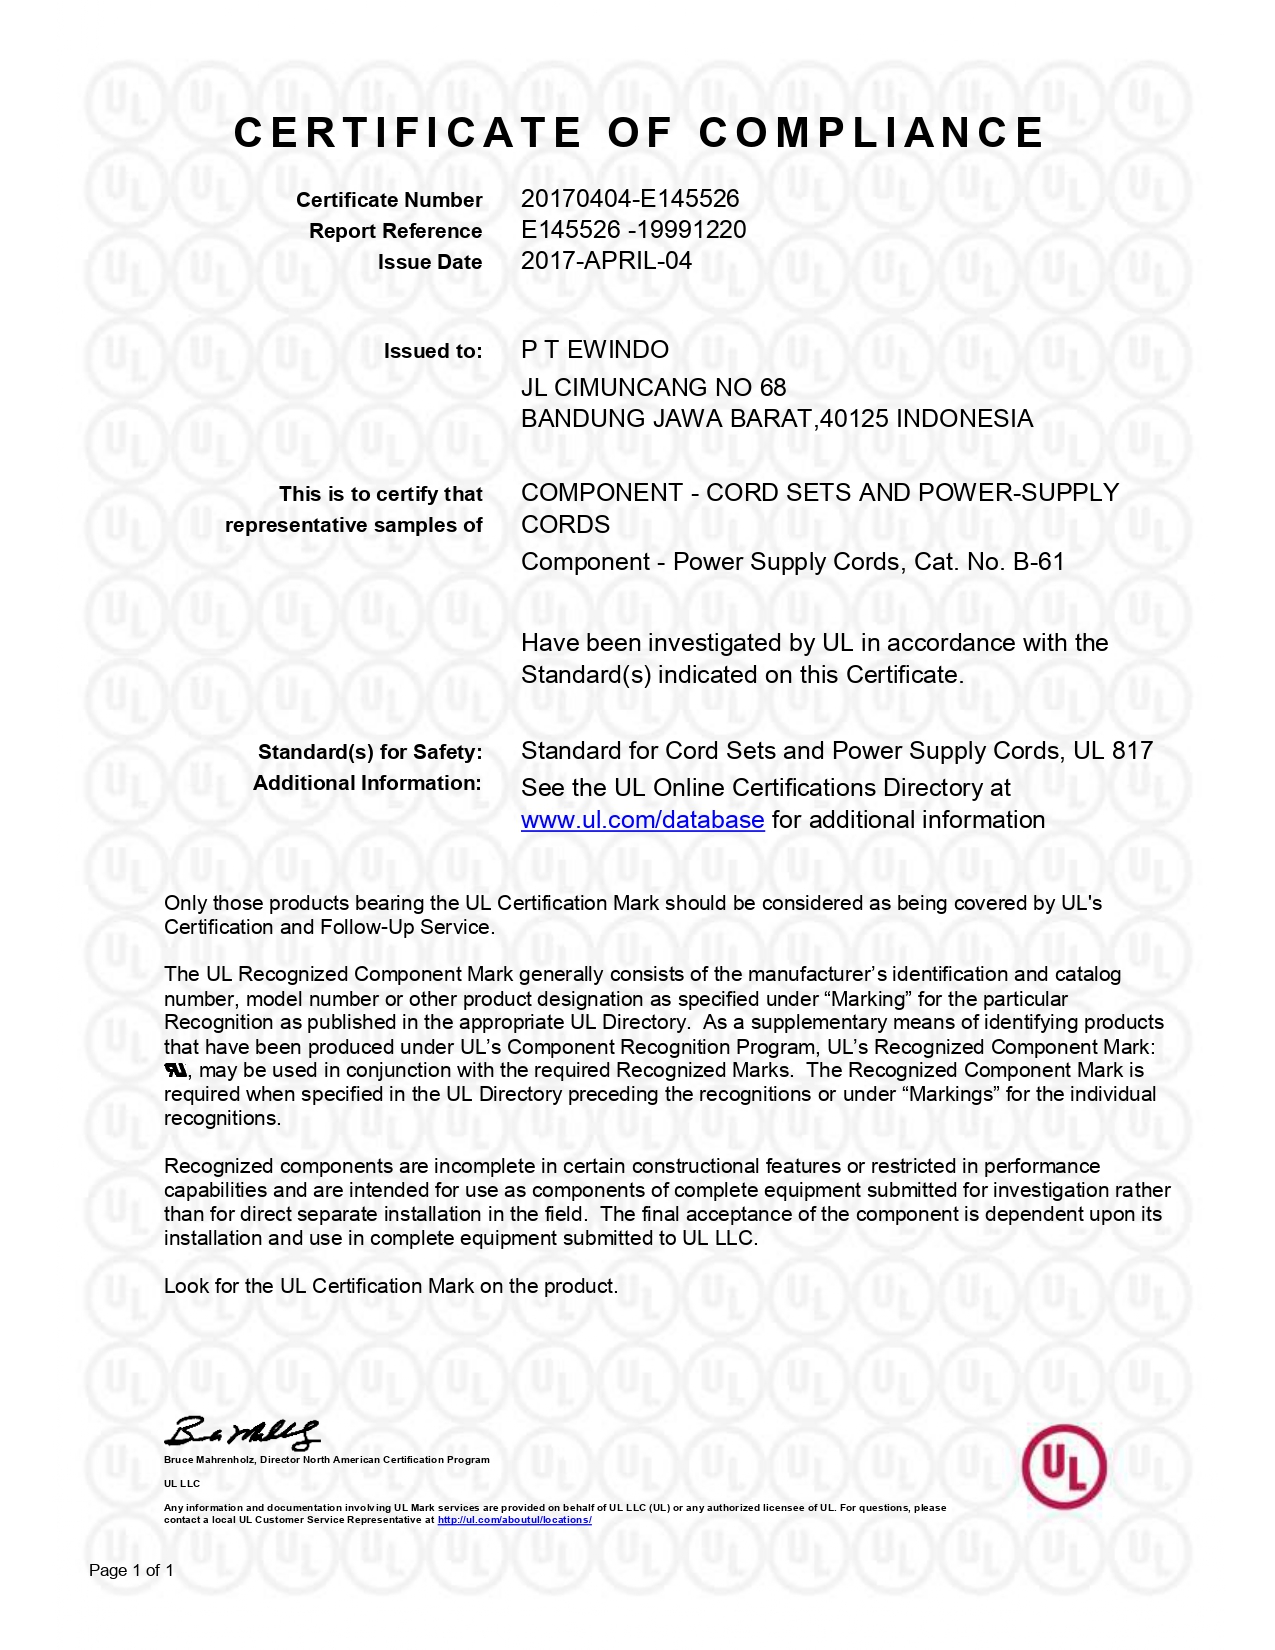 CERTIFICATE OF COMPLIANCE
Certificate Number 20170404-E145526
Report Reference E145526 -19991220
Issue Date 2017-APRIL-04
Issued to: P T EWINDO
JL CIMUNCANG NO 68
BANDUNG JAWA BARAT,40125 INDONESIA
This is to certify that COMPONENT - CORD SETS AND POWER-SUPPLY
representative samples of CORDS
Component - Power Supply Cords, Cat. No. B-61
Have been investigated by UL in accordance with the
Standard(s) indicated on this Certificate.
Standard(s) for Safety: Standard for Cord Sets and Power Supply Cords, UL 817
Additional Information: See the UL Online Certifications Directory at
www.ul.com/database for additional information
Only those products bearing the UL Certification Mark should be considered as being covered by UL's
Certification and Follow-Up Service.
The UL Recognized Component Mark generally consists of the manufacturer’s identification and catalog
number, model number or other product designation as specified under “Marking” for the particular
Recognition as published in the appropriate UL Directory.  As a supplementary means of identifying products
that have been produced under UL’s Component Recognition Program, UL’s Recognized Component Mark:
, may be used in conjunction with the required Recognized Marks.  The Recognized Component Mark is
required when specified in the UL Directory preceding the recognitions or under “Markings” for the individual
recognitions.
Recognized components are incomplete in certain constructional features or restricted in performance
capabilities and are intended for use as components of complete equipment submitted for investigation rather
than for direct separate installation in the field.  The final acceptance of the component is dependent upon its
installation and use in complete equipment submitted to UL LLC.
Look for the UL Certification Mark on the product.
Bruce Mahrenholz, Director North American Certification Program
UL LLC
Any information and documentation involving UL Mark services are provided on behalf of UL LLC (UL) or any authorized licensee of UL. For questions, please
contact a local UL Customer Service Representative at http://ul.com/aboutul/locations/
UL
Page 1 of 1